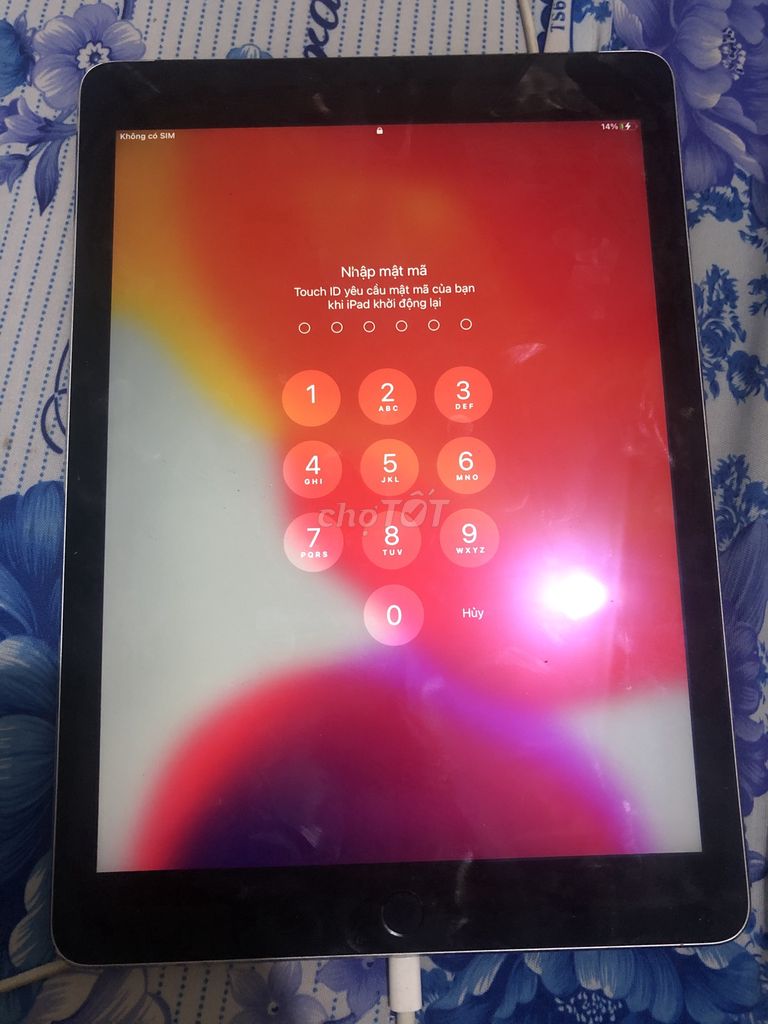 TS6
Không có SIM
14%
Nhập mật mã
Touch ID yêu cầu mật mã của bạn
khi iPad khởi động lại
1
2
ABC
3
DEF
4
GHI
5
JKL
6
MNO
chợTỐT
7
PQRS
8
TUV
9
WXYZ
0
Hủy